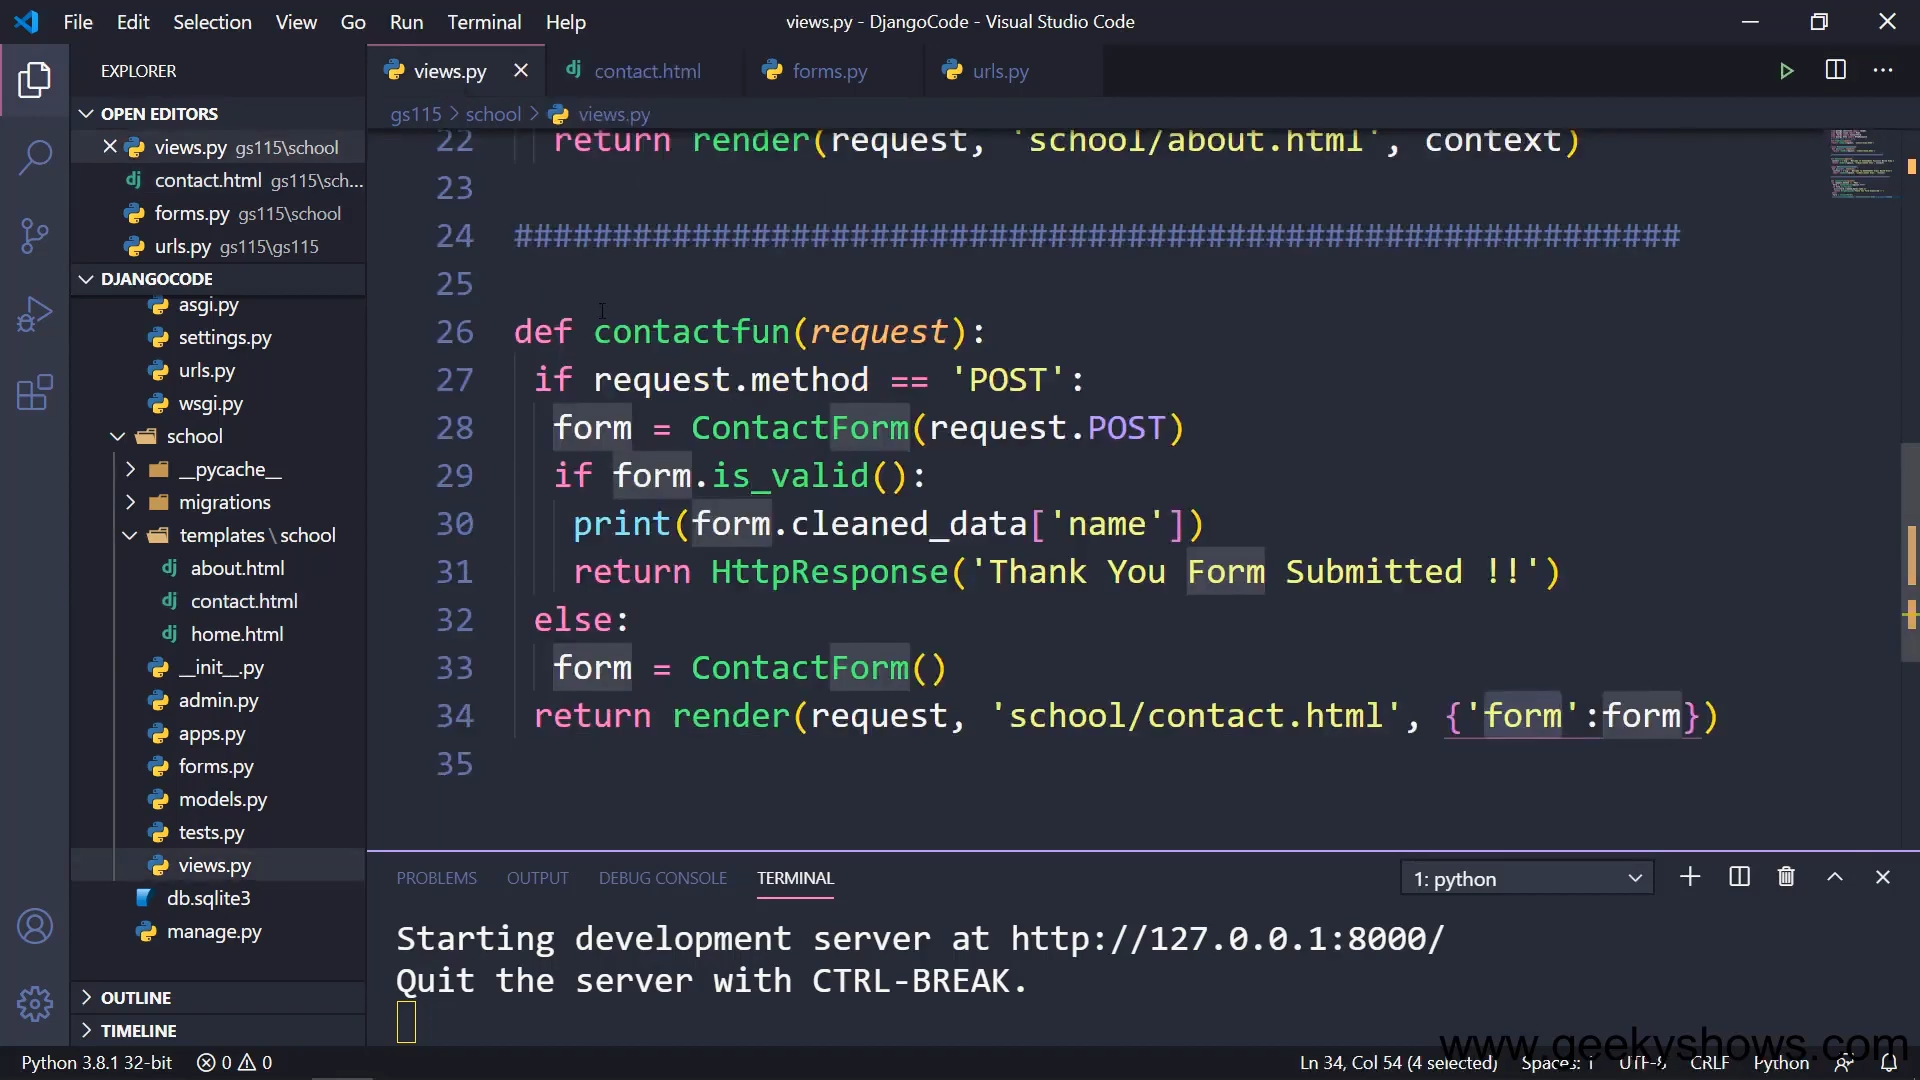 File Edit Selection View Go Run Terminal Help
views.py - DjangoCode - Visual Studio Code
EXPLORER
OPEN EDITORS
views.py gs115\school
contact.html gs115\sch...
forms.py gs115\school
urls.py gs115\gs115
DJANGOCODE
asgi.py
settings.py
urls.py
wsgi.py
school
__pycache__
migrations
templates \ school
about.html
contact.html
home.html
__init__.py
admin.py
apps.py
forms.py
models.py
tests.py
views.py
db.sqlite3
manage.py
OUTLINE
TIMELINE
views.py contact.html forms.py urls.py
gs115 > school > views.py
22 return render(request, 'school/about.html', context)
23
24 ###########################################################
25
26 def contactfun(request):
27 if request.method == 'POST':
28 form = ContactForm(request.POST)
29 if form.is_valid():
30 print(form.cleaned_data['name'])
31 return HttpResponse('Thank You Form Submitted !!')
32 else:
33 form = ContactForm()
34 return render(request, 'school/contact.html', {'form':form})
35
PROBLEMS OUTPUT DEBUG CONSOLE TERMINAL
1: python
Starting development server at http://127.0.0.1:8000/
Quit the server with CTRL-BREAK.
www.geekyshows.com
Python 3.8.1 32-bit 0 0 Ln 34, Col 54 (4 selected) Spaces: 1 UTF-8 CRLF Python